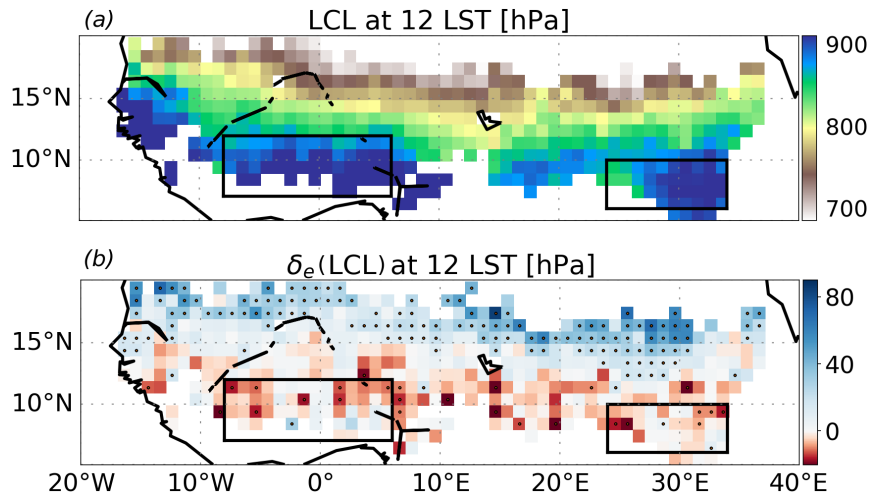 (a) LCL at 12 LST [hPa]
15°N
10°N
900
800
700
(b) δₑ(LCL) at 12 LST [hPa]
15°N
10°N
80
40
0
20°W 10°W 0° 10°E 20°E 30°E 40°E